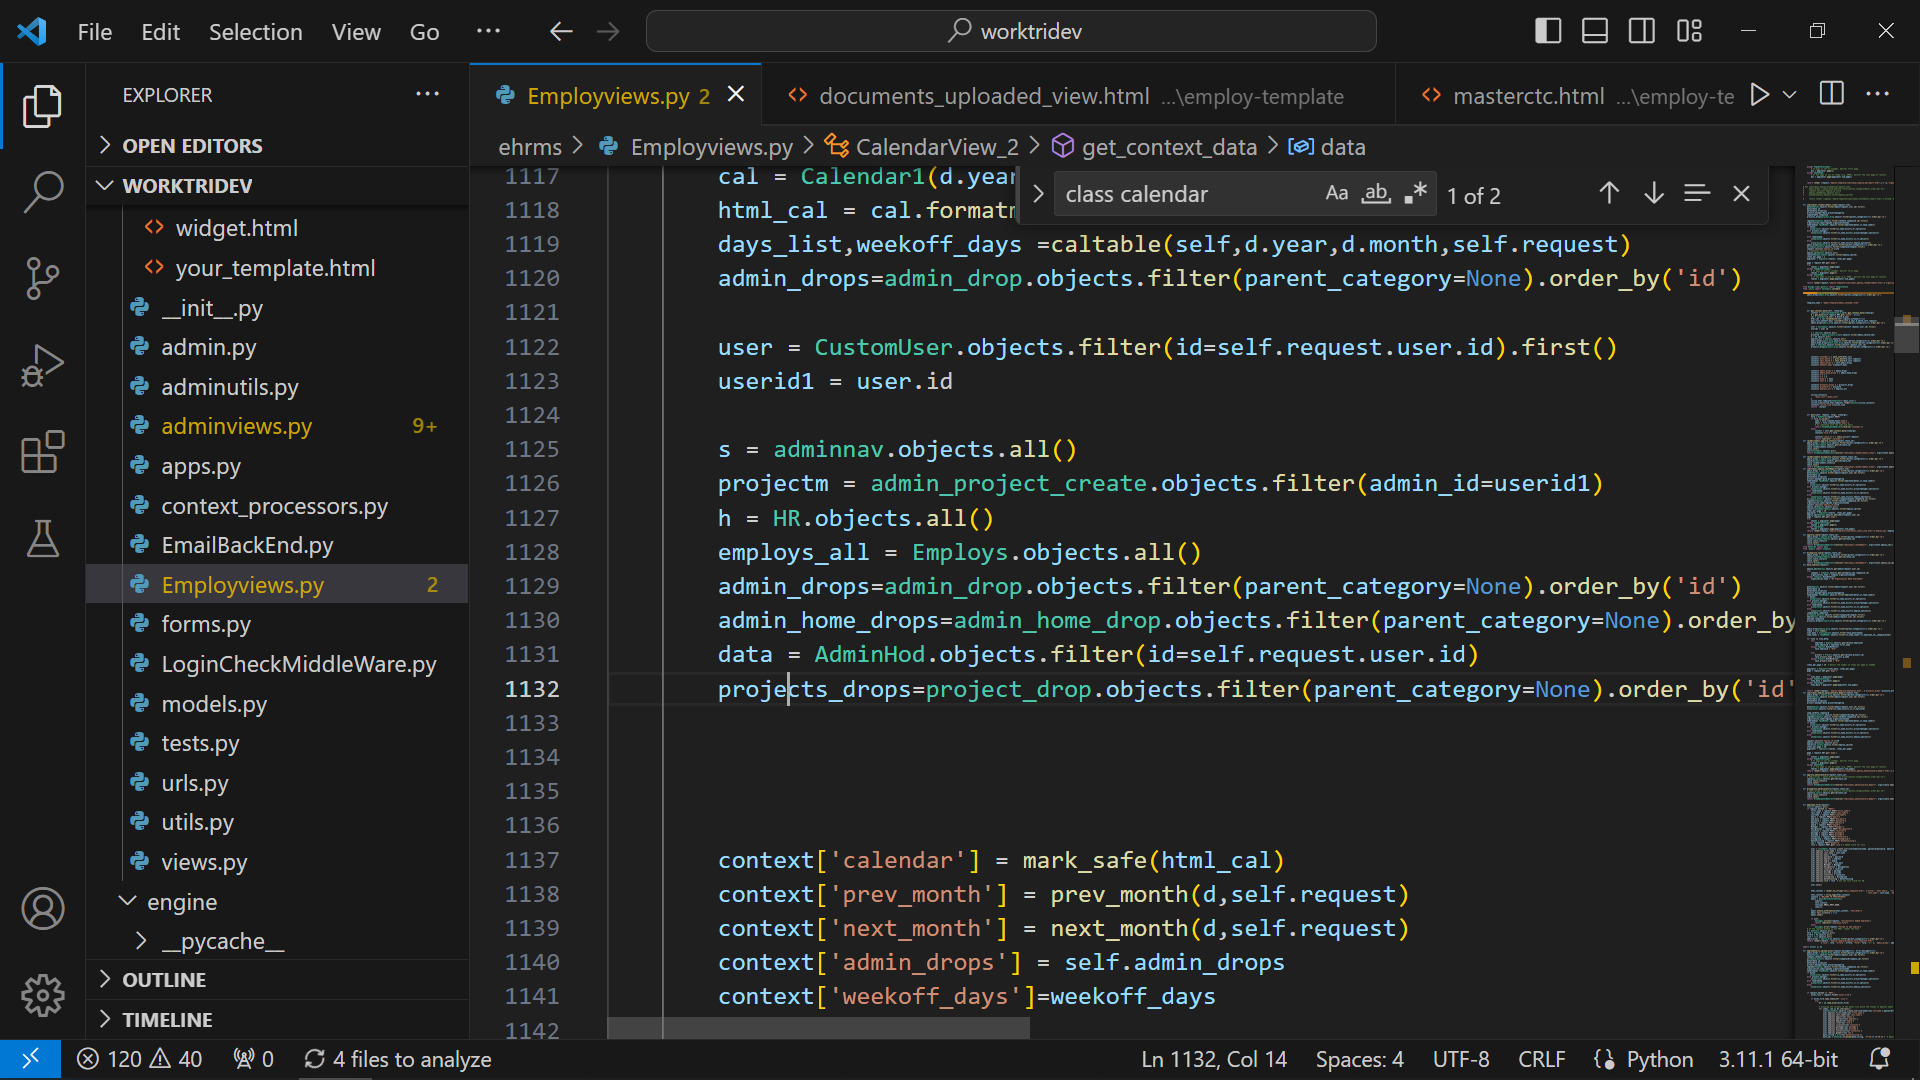 File Edit Selection View Go ··· worktridev
EXPLORER ···
OPEN EDITORS
WORKTRIDEV
widget.html
your_template.html
__init__.py
admin.py
adminutils.py
adminviews.py 9+
apps.py
context_processors.py
EmailBackEnd.py
Employviews.py 2
forms.py
LoginCheckMiddleWare.py
models.py
tests.py
urls.py
utils.py
views.py
engine
__pycache__
OUTLINE
TIMELINE
Employviews.py 2 documents_uploaded_view.html ...\employ-template masterctc.html ...\employ-te
ehrms > Employviews.py > CalendarView_2 > get_context_data > data
class calendar Aa ab 1 of 2
1117 cal = Calendar1(d.year
1118 html_cal = cal.formatm
1119 days_list,weekoff_days =caltable(self,d.year,d.month,self.request)
1120 admin_drops=admin_drop.objects.filter(parent_category=None).order_by('id')
1121
1122 user = CustomUser.objects.filter(id=self.request.user.id).first()
1123 userid1 = user.id
1124
1125 s = adminnav.objects.all()
1126 projectm = admin_project_create.objects.filter(admin_id=userid1)
1127 h = HR.objects.all()
1128 employs_all = Employs.objects.all()
1129 admin_drops=admin_drop.objects.filter(parent_category=None).order_by('id')
1130 admin_home_drops=admin_home_drop.objects.filter(parent_category=None).order_by
1131 data = AdminHod.objects.filter(id=self.request.user.id)
1132 projects_drops=project_drop.objects.filter(parent_category=None).order_by('id'
1133
1134
1135
1136
1137 context['calendar'] = mark_safe(html_cal)
1138 context['prev_month'] = prev_month(d,self.request)
1139 context['next_month'] = next_month(d,self.request)
1140 context['admin_drops'] = self.admin_drops
1141 context['weekoff_days']=weekoff_days
1142
120 40 0 4 files to analyze Ln 1132, Col 14 Spaces: 4 UTF-8 CRLF Python 3.11.1 64-bit